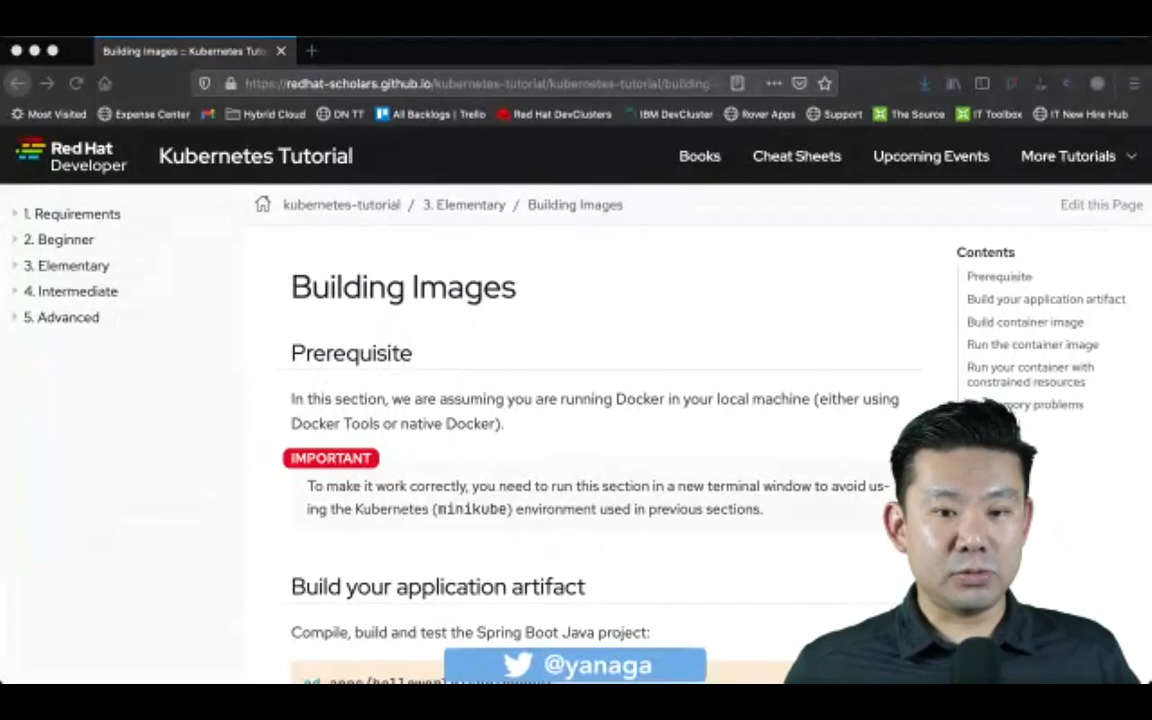 Building Images :: Kubernetes Tuto
https://redhat-scholars.github.io/kubernetes-tutorial/kubernetes-tutorial/building-
Most Visited Expense Center Hybrid Cloud DN TT All Backlogs | Trello Red Hat DevClusters IBM DevCluster Rover Apps Support The Source IT Toolbox IT New Hire Hub
Red Hat
Developer
Kubernetes Tutorial
Books Cheat Sheets Upcoming Events More Tutorials
1. Requirements
2. Beginner
3. Elementary
4. Intermediate
5. Advanced
kubernetes-tutorial / 3. Elementary / Building Images
Edit this Page
Building Images
Prerequisite
In this section, we are assuming you are running Docker in your local machine (either using
Docker Tools or native Docker).
IMPORTANT
To make it work correctly, you need to run this section in a new terminal window to avoid us-
ing the Kubernetes (minikube) environment used in previous sections.
Build your application artifact
Compile, build and test the Spring Boot Java project:
Contents
Prerequisite
Build your application artifact
Build container image
Run the container image
Run your container with
constrained resources
problems
@yanaga